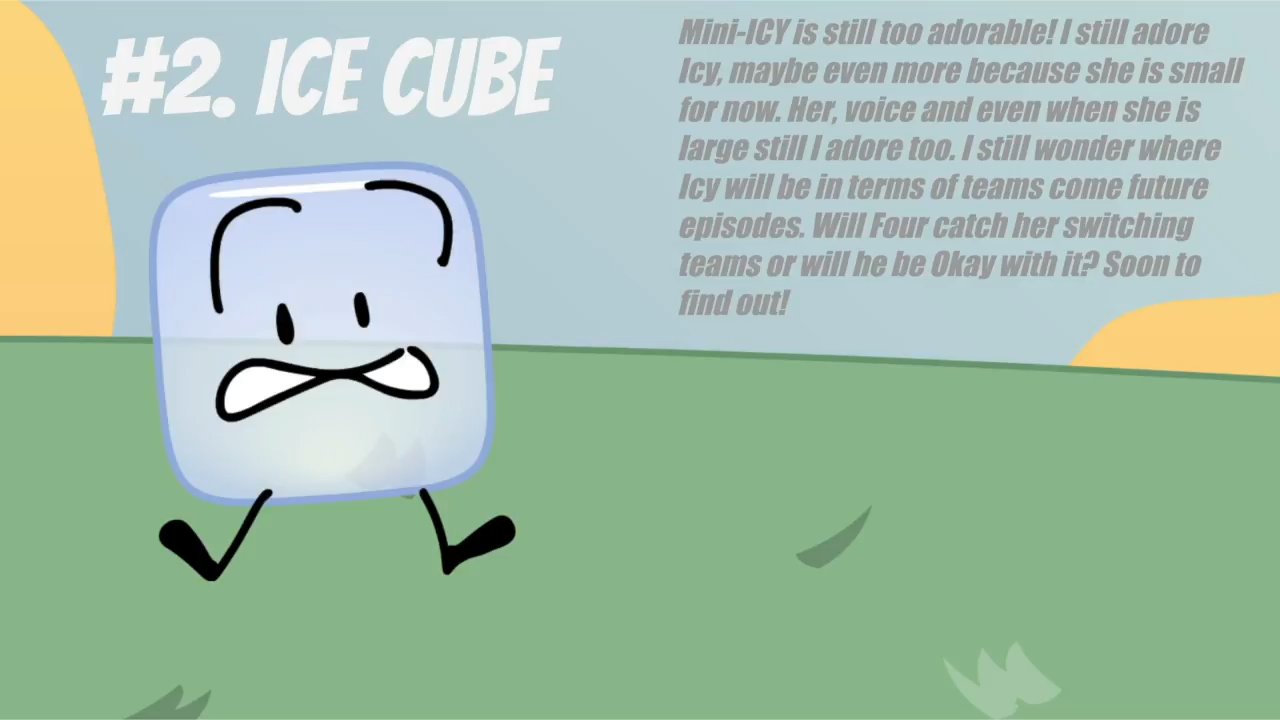 #2. ICE CUBE
Mini-ICY is still too adorable! I still adore
Icy, maybe even more because she is small
for now. Her, voice and even when she is
large still I adore too. I still wonder where
Icy will be in terms of teams come future
episodes. Will Four catch her switching
teams or will he be Okay with it? Soon to
find out!